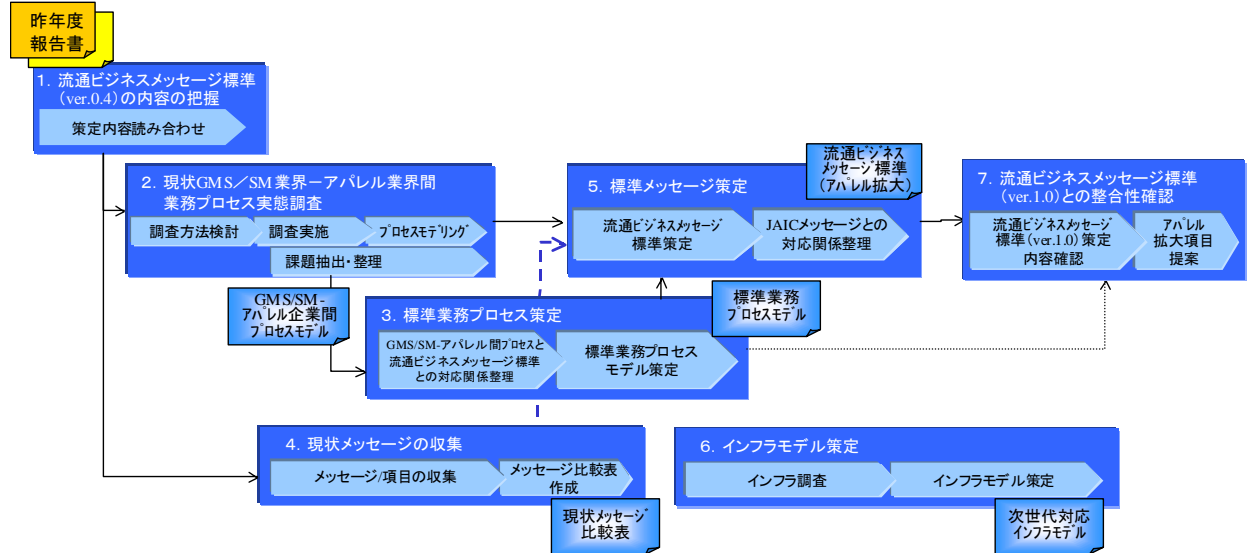 昨年度
報告書
1．流通ビジネスメッセージ標準
（ver.0.4）の内容の把握
策定内容読み合わせ
2．現状GMS／SM業界－アパレル業界間
業務プロセス実態調査
調査方法検討
調査実施
ﾌﾟﾛｾｽﾓﾃﾞﾘﾝｸﾞ
課題抽出・整理
GMS/SM-
ｱﾊﾟﾚﾙ企業間
ﾌﾟﾛｾｽﾓﾃﾞﾙ
3．標準業務プロセス策定
GMS/SM-アパレル間ﾌﾟﾛｾｽと
流通ビジネスメッセージ標準
との対応関係整理
標準業務プロセス
モデル策定
標準業務
ﾌﾟﾛｾｽﾓﾃﾞﾙ
4．現状メッセージの収集
メッセージ/項目の収集
メッセージ比較表
作成
現状ﾒｯｾｰｼﾞ
比較表
5．標準メッセージ策定
流通ビジネスメッセージ
標準策定
JAICメッセージとの
対応関係整理
流通ﾋﾞｼﾞﾈｽ
ﾒｯｾｰｼﾞ標準
(ｱﾊﾟﾚﾙ拡大)
6．インフラモデル策定
インフラ調査
インフラモデル策定
次世代対応
ｲﾝﾌﾗﾓﾃﾞﾙ
7．流通ビジネスメッセージ標準
（ver.1.0）との整合性確認
流通ビジネスメッセージ
標準（ver.1.0）策定
内容確認
ｱﾊﾟﾚﾙ
拡大項目
提案